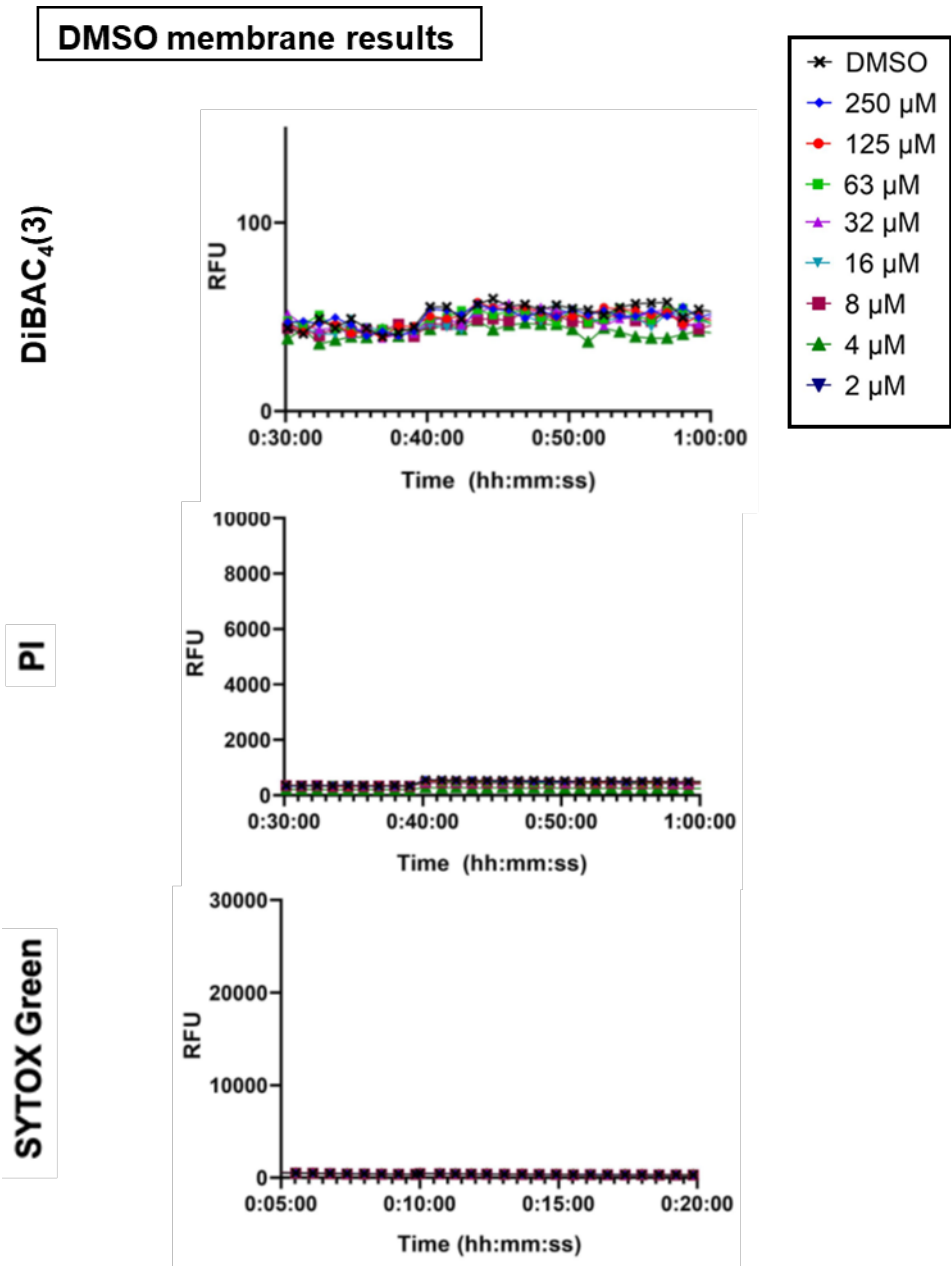 DMSO membrane results
DMSO
250 µM
125 µM
63 µM
32 µM
16 µM
8 µM
4 µM
2 µM
DiBAC4(3)
RFU
100
0
0:30:00 0:40:00 0:50:00 1:00:00
Time (hh:mm:ss)
PI
RFU
10000
8000
6000
4000
2000
0
0:30:00 0:40:00 0:50:00 1:00:00
Time (hh:mm:ss)
SYTOX Green
RFU
30000
20000
10000
0
0:05:00 0:10:00 0:15:00 0:20:00
Time (hh:mm:ss)